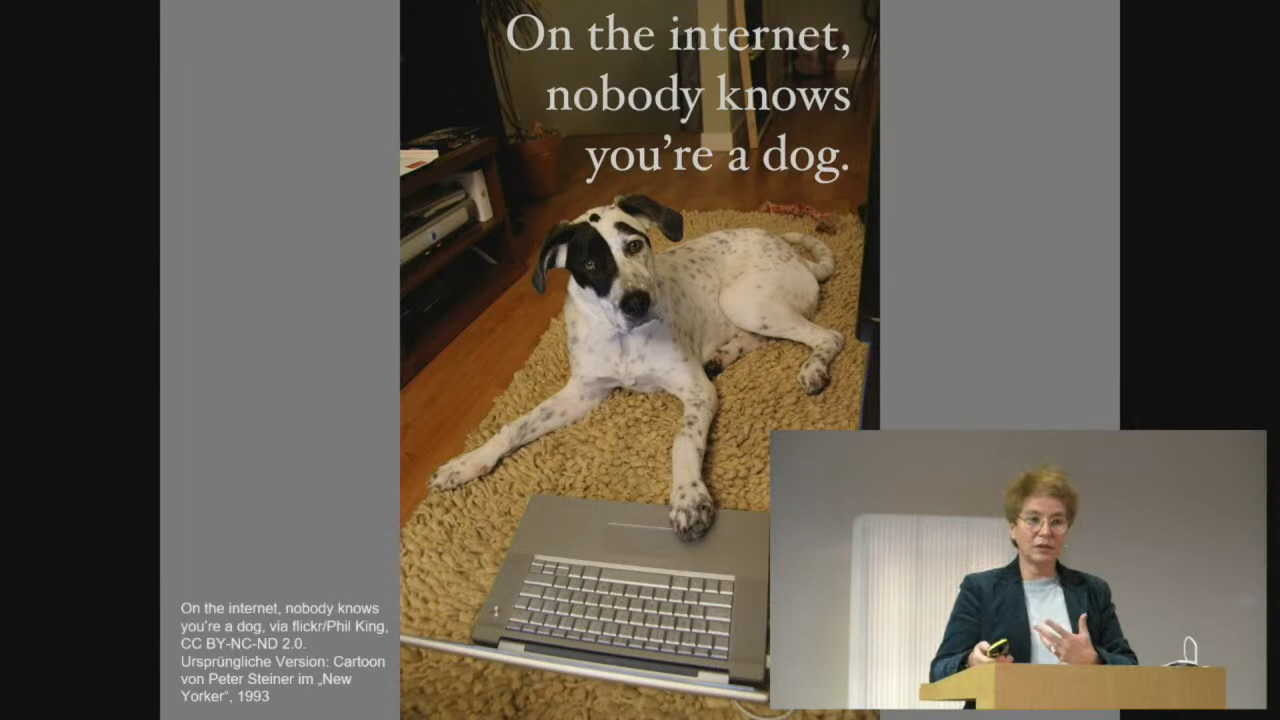 On the internet,
nobody knows
you’re a dog.
On the internet, nobody knows
you’re a dog, via flickr/Phil King,
CC BY-NC-ND 2.0.
Ursprüngliche Version: Cartoon
von Peter Steiner im „New
Yorker“, 1993